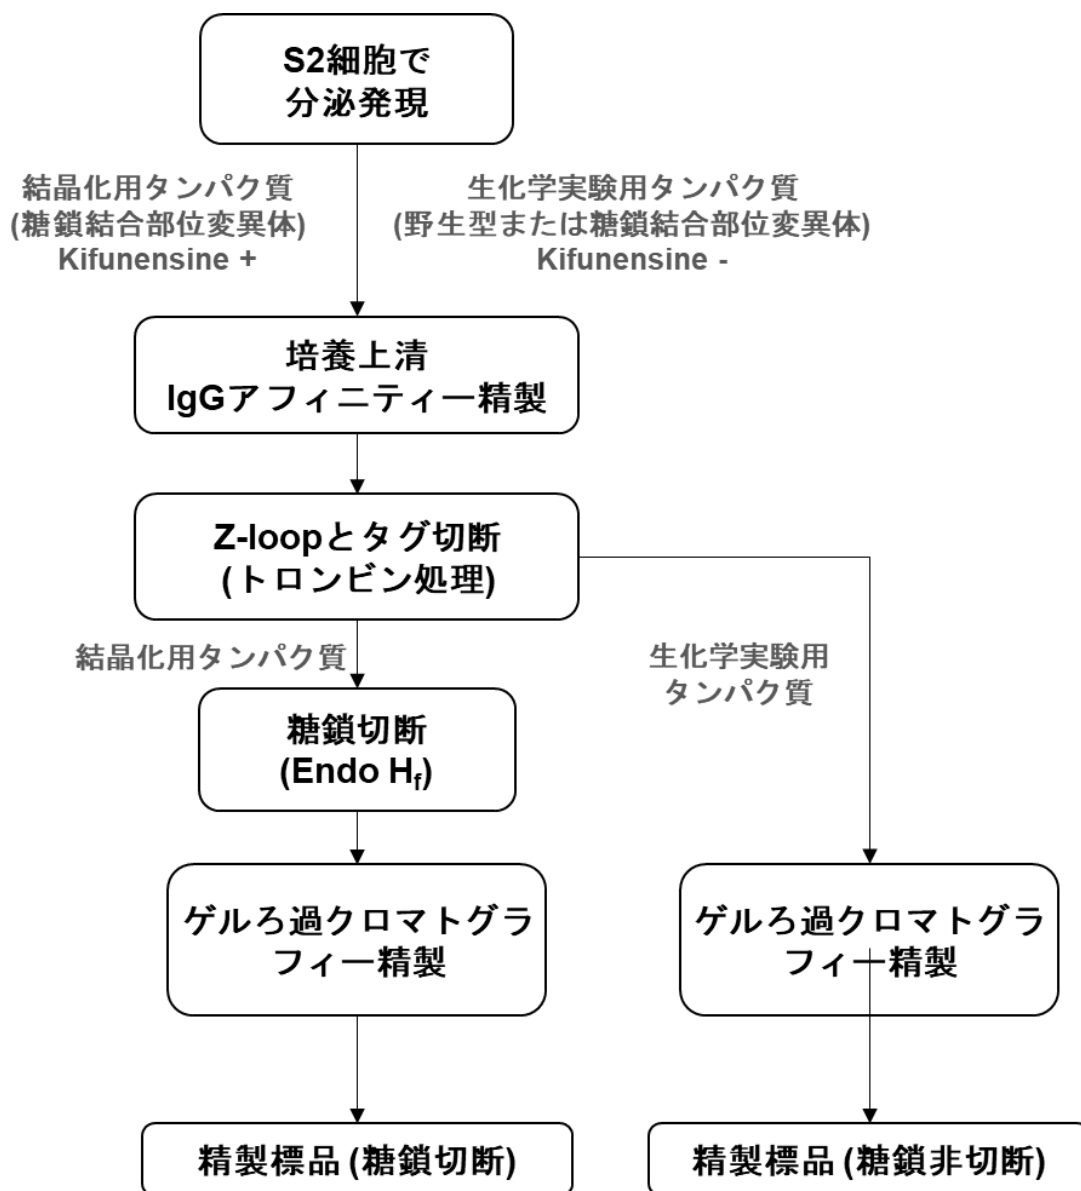 S2細胞で
分泌発現
結晶化用タンパク質
(糖鎖結合部位変異体)
Kifunensine +
生化学実験用タンパク質
(野生型または糖鎖結合部位変異体)
Kifunensine -
培養上清
IgGアフィニティー精製
Z-loopとタグ切断
(トロンビン処理)
結晶化用タンパク質
生化学実験用
タンパク質
糖鎖切断
(Endo Hf)
ゲルろ過クロマトグラ
フィー精製
ゲルろ過クロマトグラ
フィー精製
精製標品 (糖鎖切断)
精製標品 (糖鎖非切断)